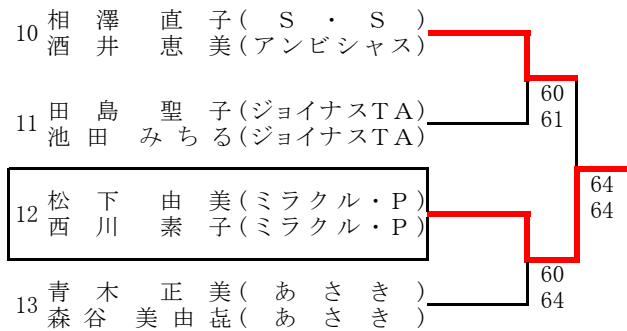 10 相澤 直子(S・S)
酒井 恵美(アンビシャス)
60
61
11 田島 聖子(ジョイナスTA)
池田 みちる(ジョイナスTA)
64
64
12 松下 由美(ミラクル・P)
西川 素子(ミラクル・P)
60
64
13 青木 正美(あさき)
森谷 美由㐂(あさき)